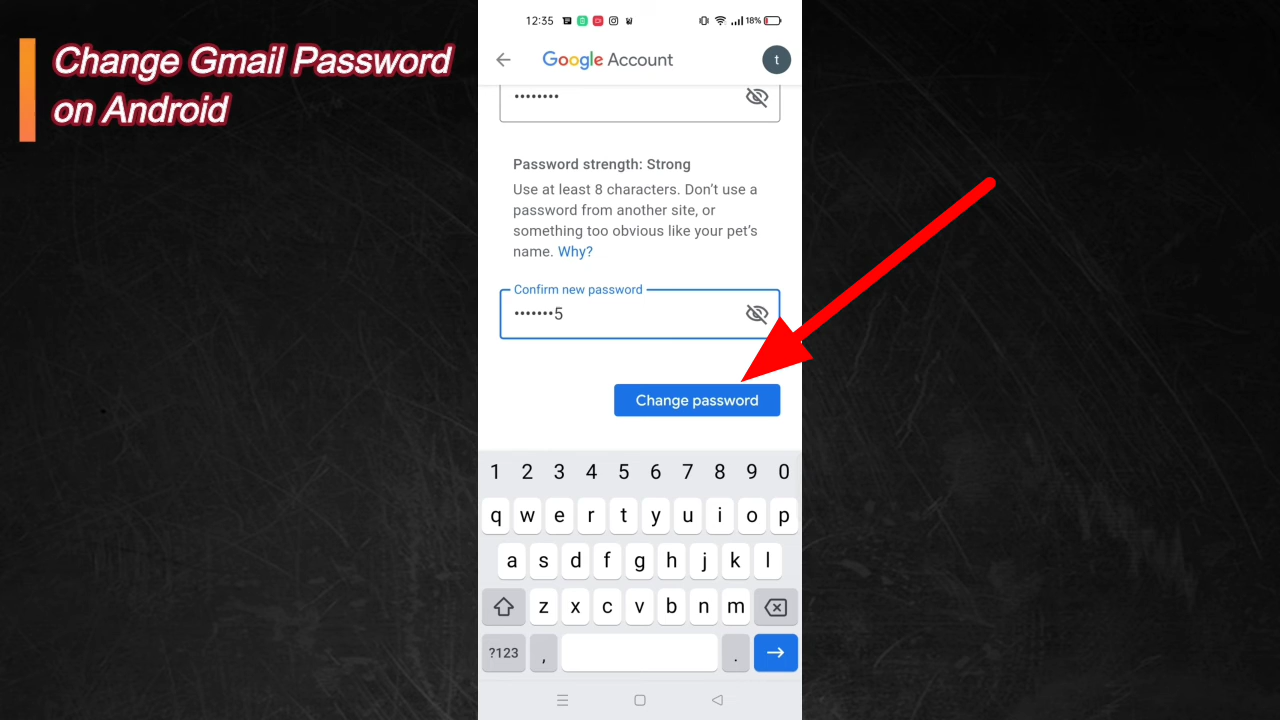 Change Gmail Password
on Android
12:35
18%
Google Account
t
••••••••
Password strength: Strong
Use at least 8 characters. Don't use a
password from another site, or
something too obvious like your pet's
name. Why?
Confirm new password
•••••••5
Change password
1 2 3 4 5 6 7 8 9 0
q w e r t y u i o p
a s d f g h j k l
z x c v b n m
?123 , .